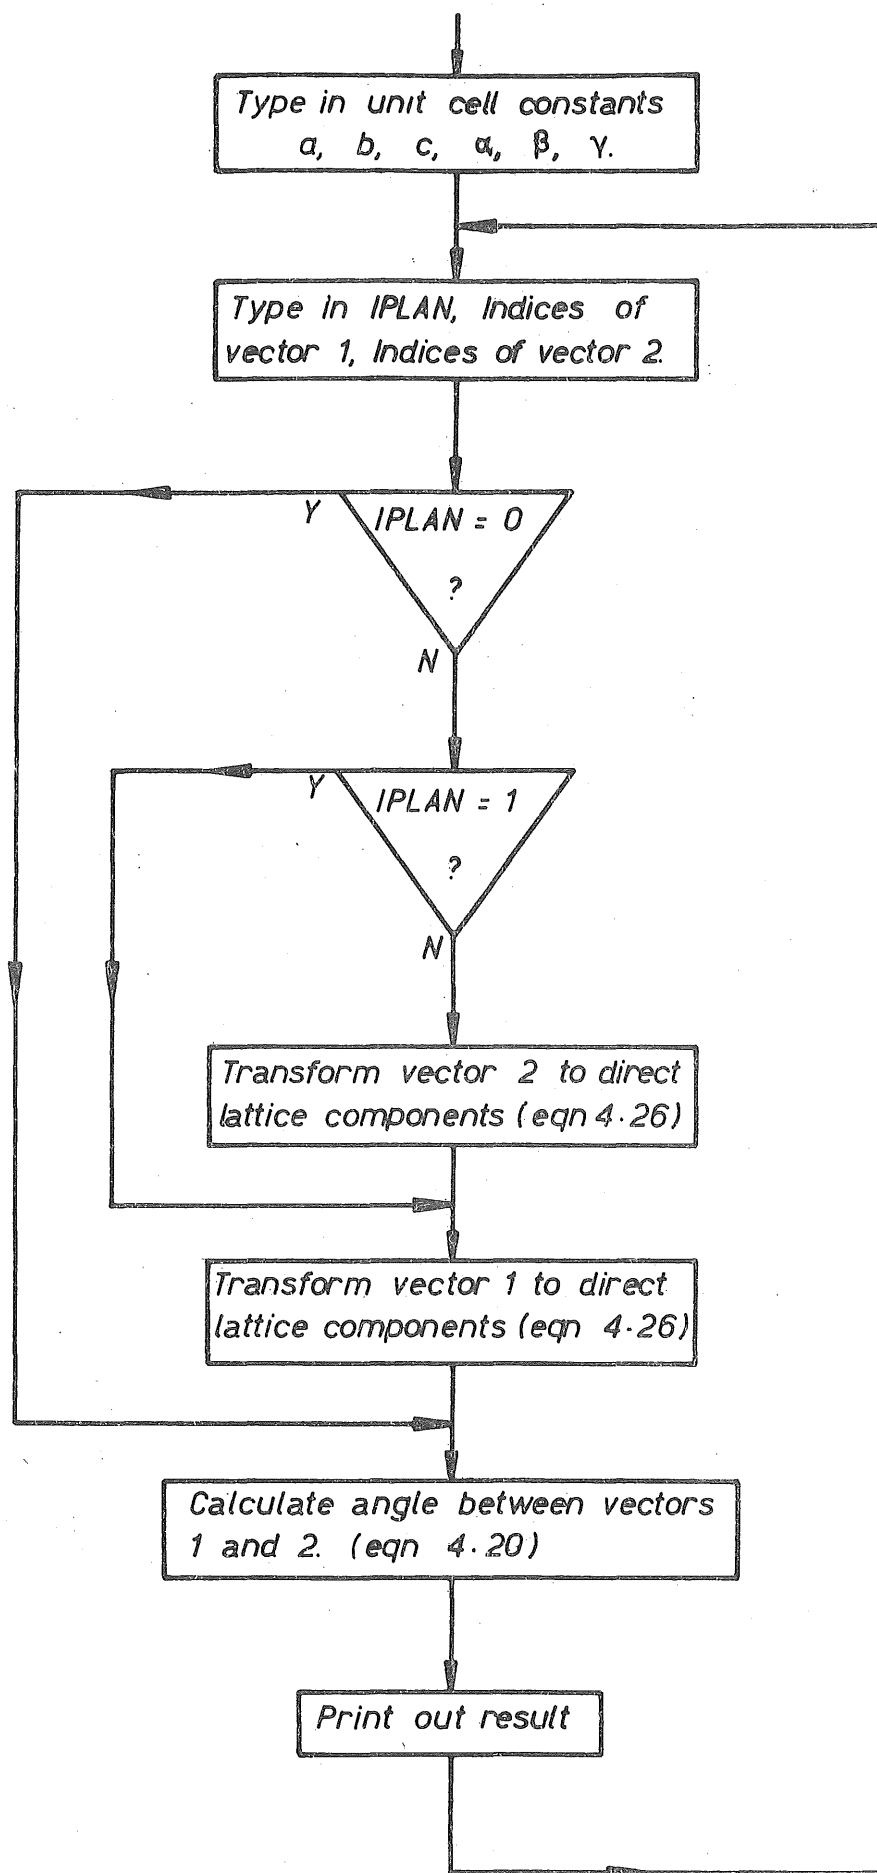 Type in unit cell constants
a, b, c, α, β, γ.
Type in IPLAN, Indices of
vector 1, Indices of vector 2.
Y
IPLAN = 0
?
N
Y
IPLAN = 1
?
N
Transform vector 2 to direct
lattice components (eqn 4·26)
Transform vector 1 to direct
lattice components (eqn 4·26)
Calculate angle between vectors
1 and 2. (eqn 4·20)
Print out result